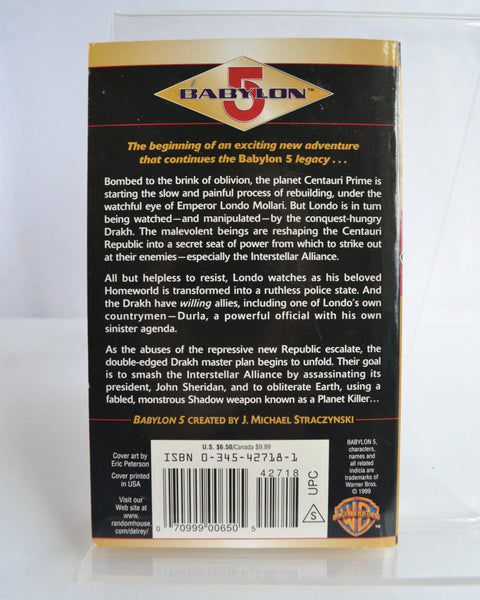 5
BABYLON™
The beginning of an exciting new adventure
that continues the Babylon 5 legacy . . .
Bombed to the brink of oblivion, the planet Centauri Prime is
starting the slow and painful process of rebuilding, under the
watchful eye of Emperor Londo Mollari. But Londo is in turn
being watched—and manipulated—by the conquest-hungry
Drakh. The malevolent beings are reshaping the Centauri
Republic into a secret seat of power from which to strike out
at their enemies—especially the Interstellar Alliance.
All but helpless to resist, Londo watches as his beloved
Homeworld is transformed into a ruthless police state. And
the Drakh have willing allies, including one of Londo's own
countrymen—Durla, a powerful official with his own
sinister agenda.
As the abuses of the repressive new Republic escalate, the
double-edged Drakh master plan begins to unfold. Their goal
is to smash the Interstellar Alliance by assassinating its
president, John Sheridan, and to obliterate Earth, using a
fabled, monstrous Shadow weapon known as a Planet Killer...
BABYLON 5 CREATED BY J. MICHAEL STRACZYNSKI
Cover art by
Eric Peterson
Cover printed
in USA
Visit our
Web site at
www.random
house.com/
delrey/
U.S. $6.50/Canada $9.99
ISBN 0-345-42718-1
42718
0 70999 00650 5
S
UPC
BABYLON 5,
characters,
names and
all related
indicia are
trademarks of
Warner Bros.
© 1999
WB
™